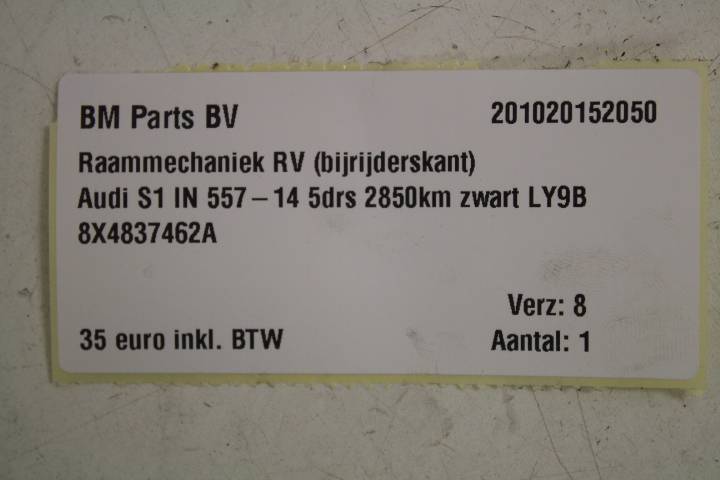 BM Parts BV 201020152050
Raammechaniek RV (bijrijderskant)
Audi S1 IN 557 – 14 5drs 2850km zwart LY9B
8X4837462A
Verz: 8
35 euro inkl. BTW Aantal: 1